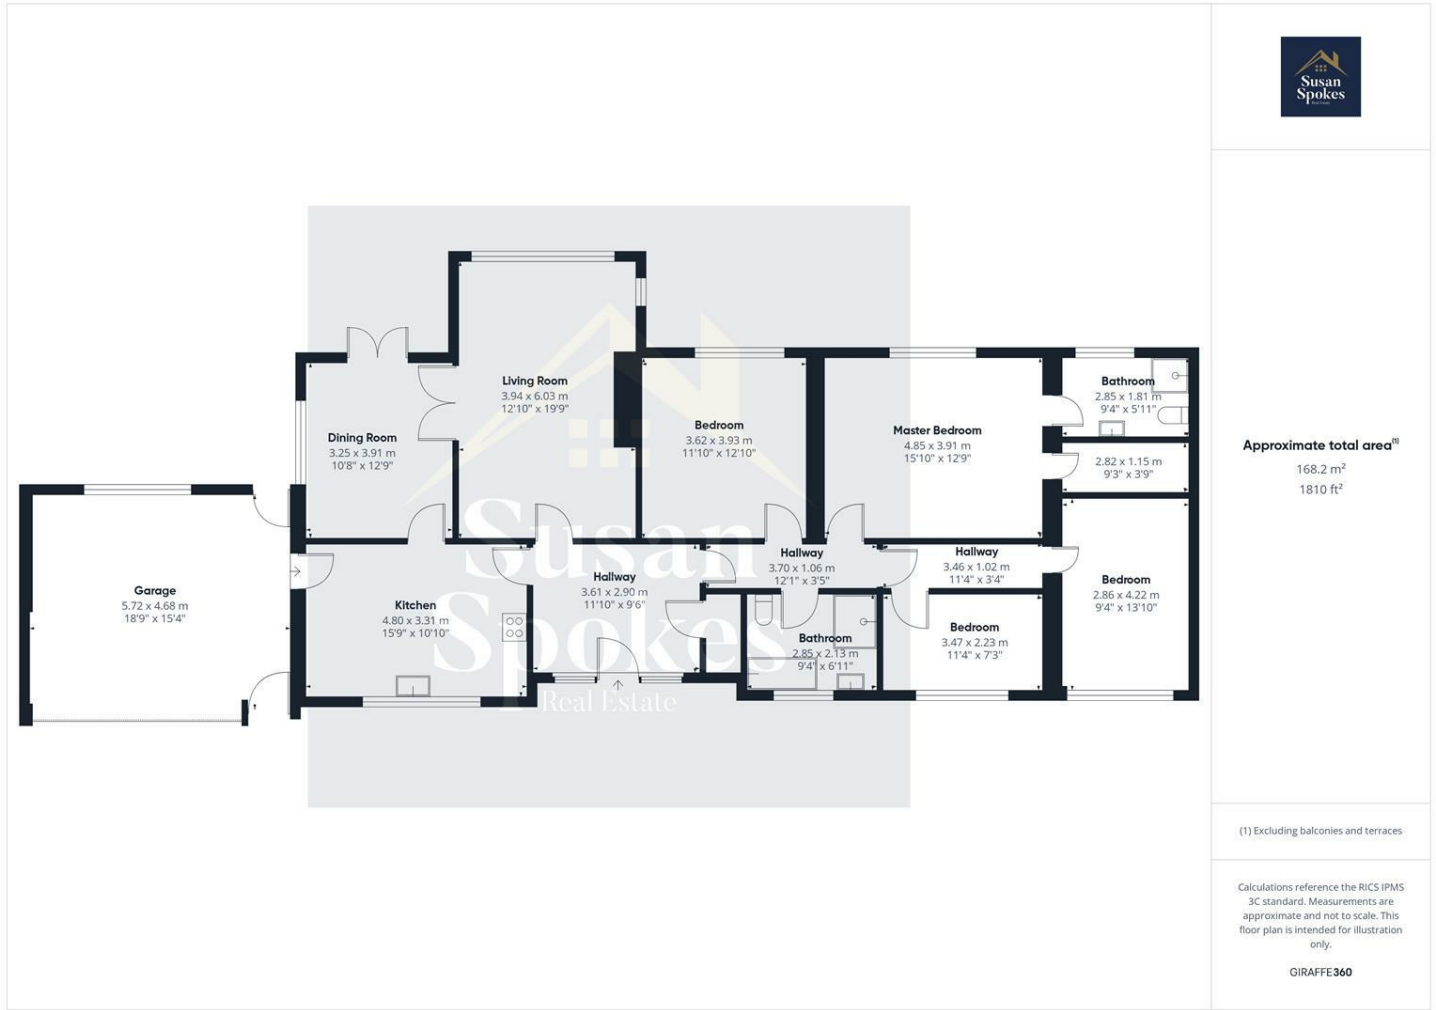 Susan
Spokes
Real Estate
Living Room
3.94 x 6.03 m
12'10" x 19'9"
Dining Room
3.25 x 3.91 m
10'8" x 12'9"
Bedroom
3.62 x 3.93 m
11'10" x 12'10"
Master Bedroom
4.85 x 3.91 m
15'10" x 12'9"
Bathroom
2.85 x 1.81 m
9'4" x 5'11"
2.82 x 1.15 m
9'3" x 3'9"
Garage
5.72 x 4.68 m
18'9" x 15'4"
Kitchen
4.80 x 3.31 m
15'9" x 10'10"
Hallway
3.61 x 2.90 m
11'10" x 9'6"
Hallway
3.70 x 1.06 m
12'1" x 3'5"
Hallway
3.46 x 1.02 m
11'4" x 3'4"
Bedroom
2.86 x 4.22 m
9'4" x 13'10"
Bathroom
2.85 x 2.13 m
9'4" x 6'11"
Bedroom
3.47 x 2.23 m
11'4" x 7'3"
Susan
Spokes
Real Estate
Approximate total area(1)
168.2 m²
1810 ft²
(1) Excluding balconies and terraces
Calculations reference the RICS IPMS
3C standard. Measurements are
approximate and not to scale. This
floor plan is intended for illustration
only.
GIRAFFE360